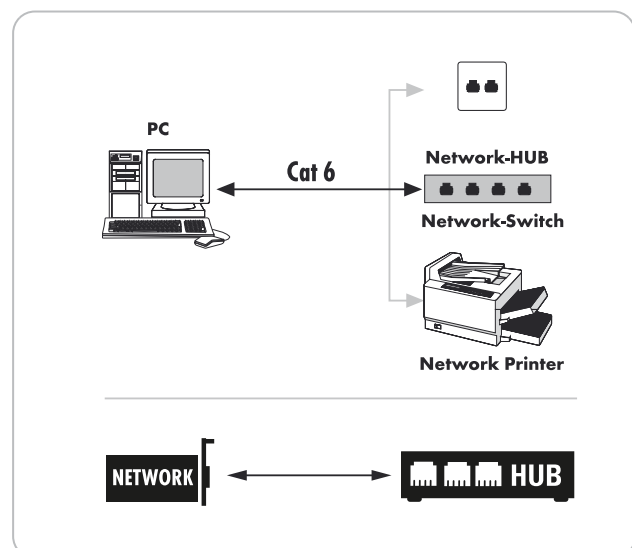 PC
Cat 6
Network-HUB
Network-Switch
Network Printer
NETWORK
HUB